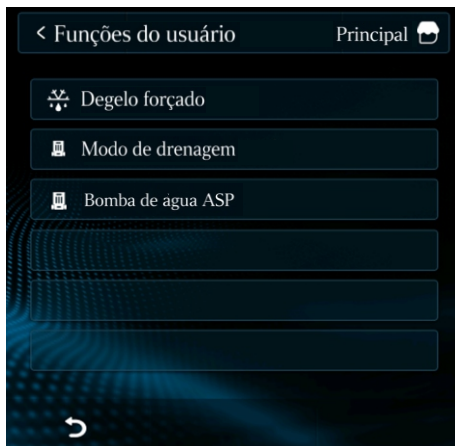 < Funções do usuário
Principal
Degelo forçado
Modo de drenagem
Bomba de agua ASP